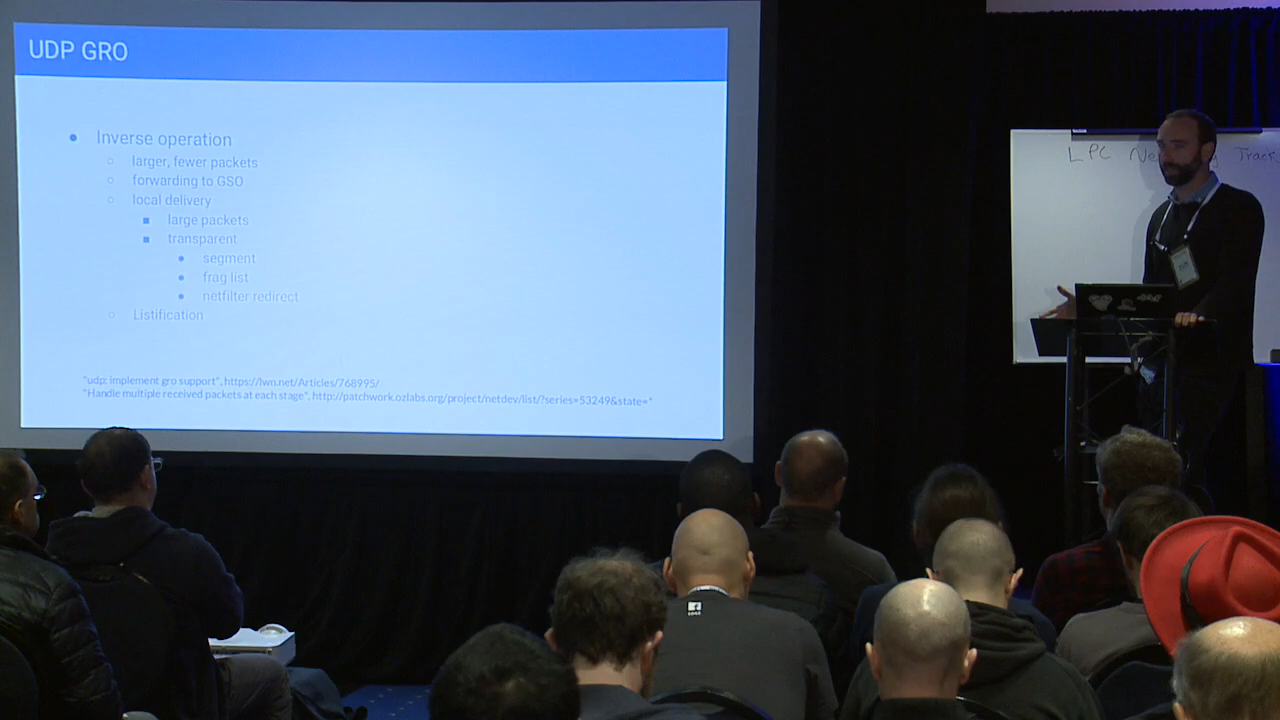 UDP GRO
Inverse operation
larger, fewer packets
forwarding to GSO
local delivery
large packets
transparent
segment
frag list
netfilter redirect
Listification
"udp: implement gro support", https://lwn.net/Articles/768995/
"Handle multiple received packets at each stage", http://patchwork.ozlabs.org/project/netdev/list/?series=53249&state=*
LPC Track